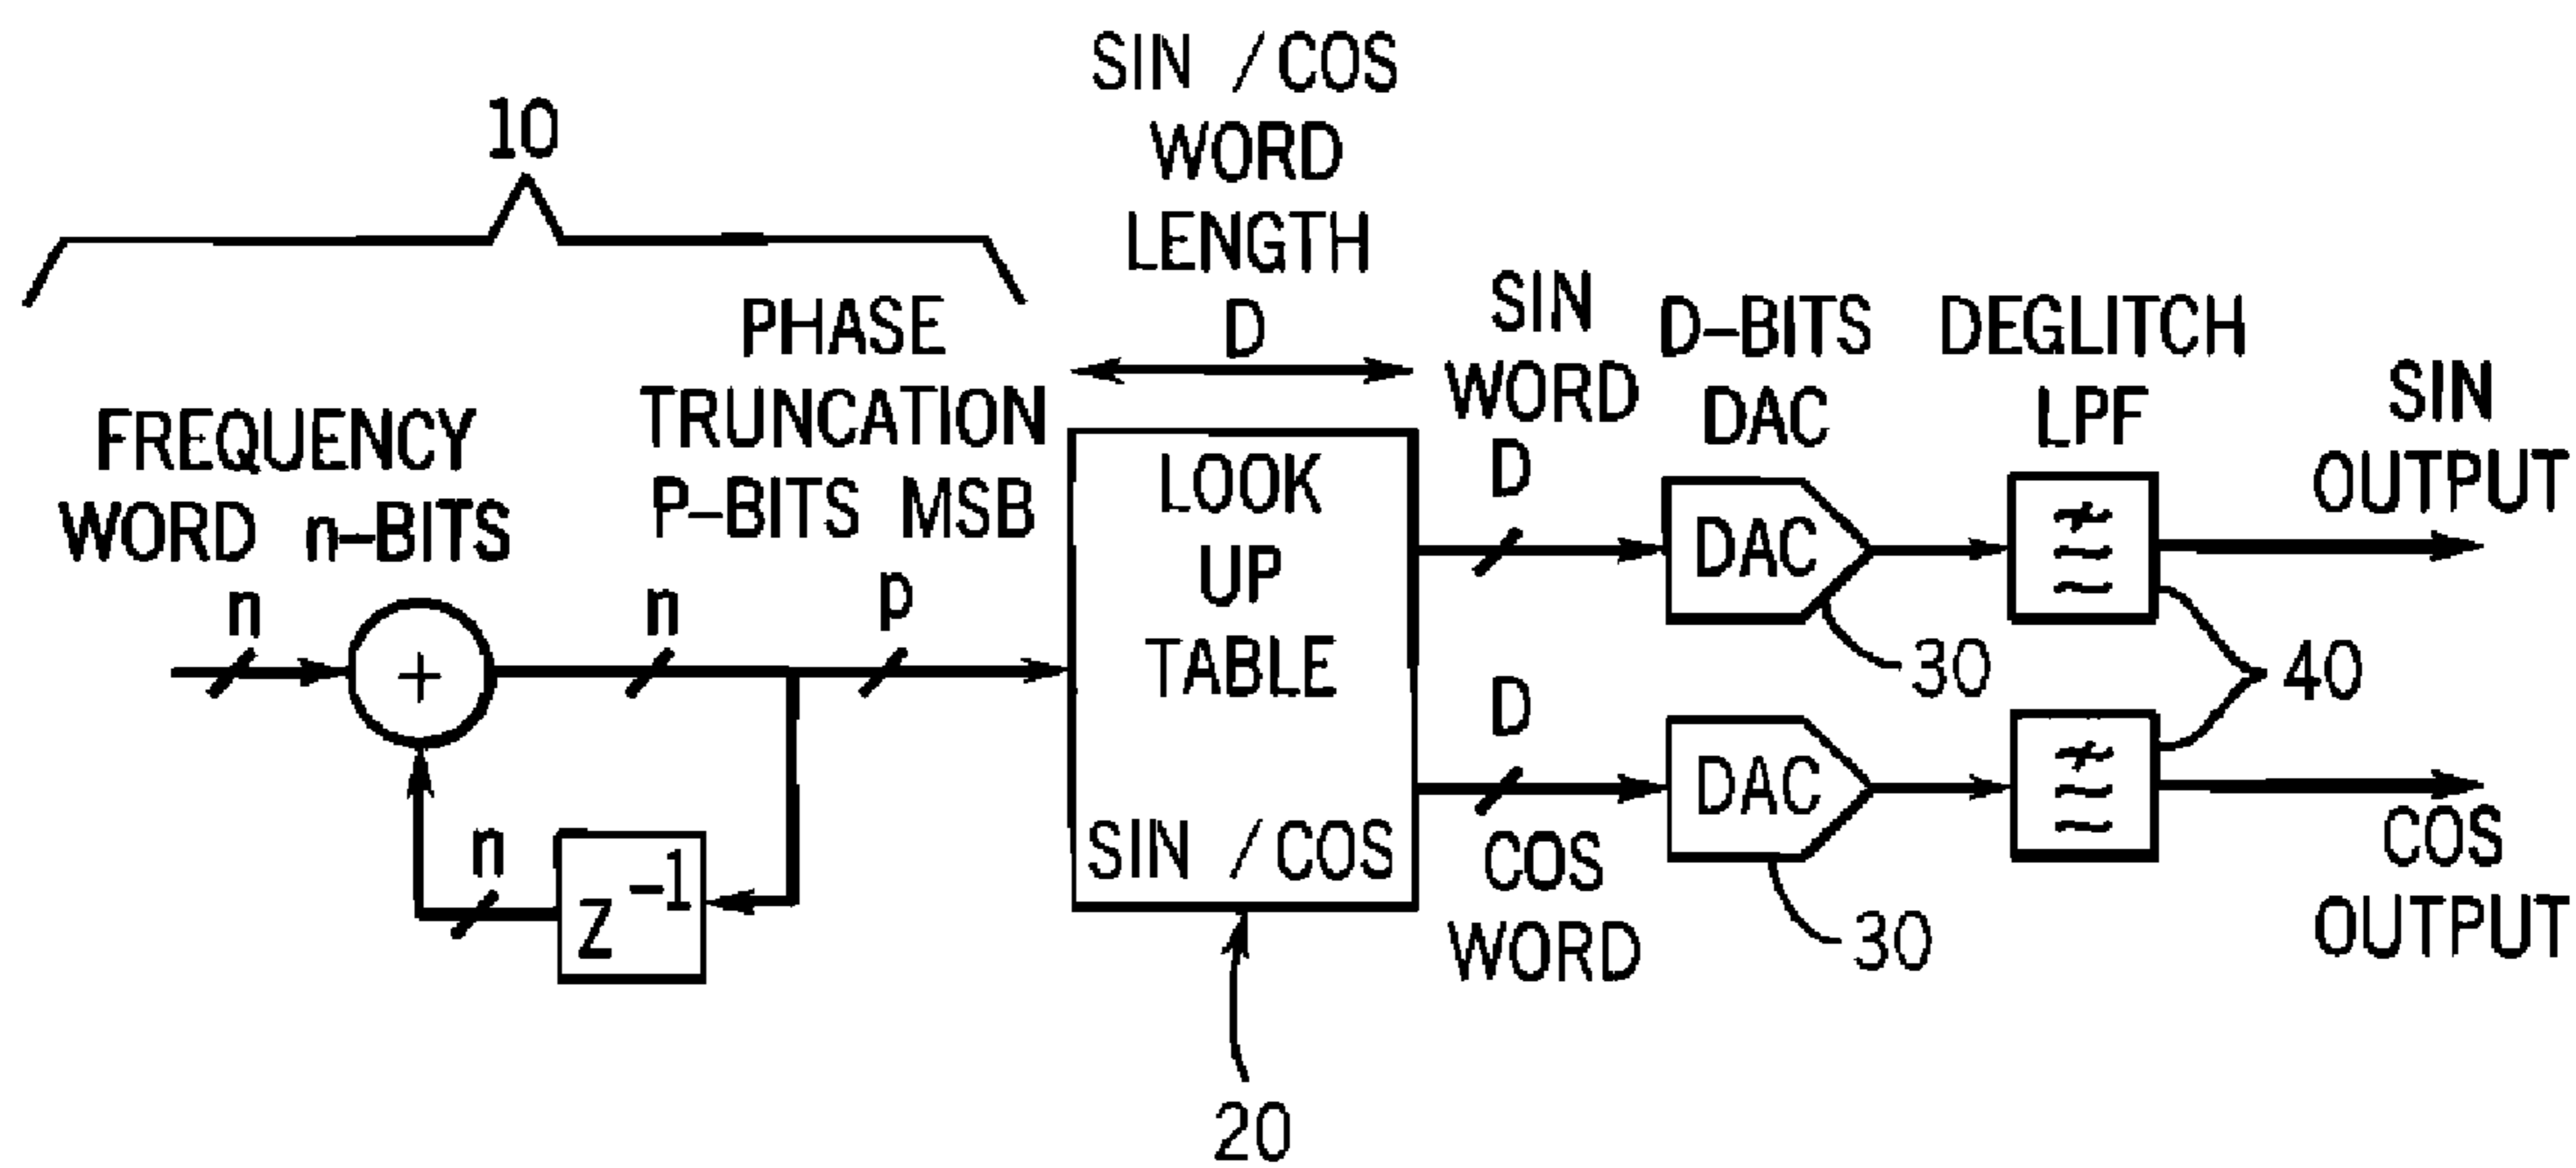 10
SIN / COS
WORD
LENGTH
D
PHASE
TRUNCATION
P-BITS MSB
FREQUENCY
WORD n-BITS
n
+
n
p
n
z⁻¹
LOOK
UP
TABLE
SIN / COS
20
SIN
WORD
D
D
COS
WORD
D-BITS
DAC
DAC
30
DAC
30
DEGLITCH
LPF
40
SIN
OUTPUT
COS
OUTPUT